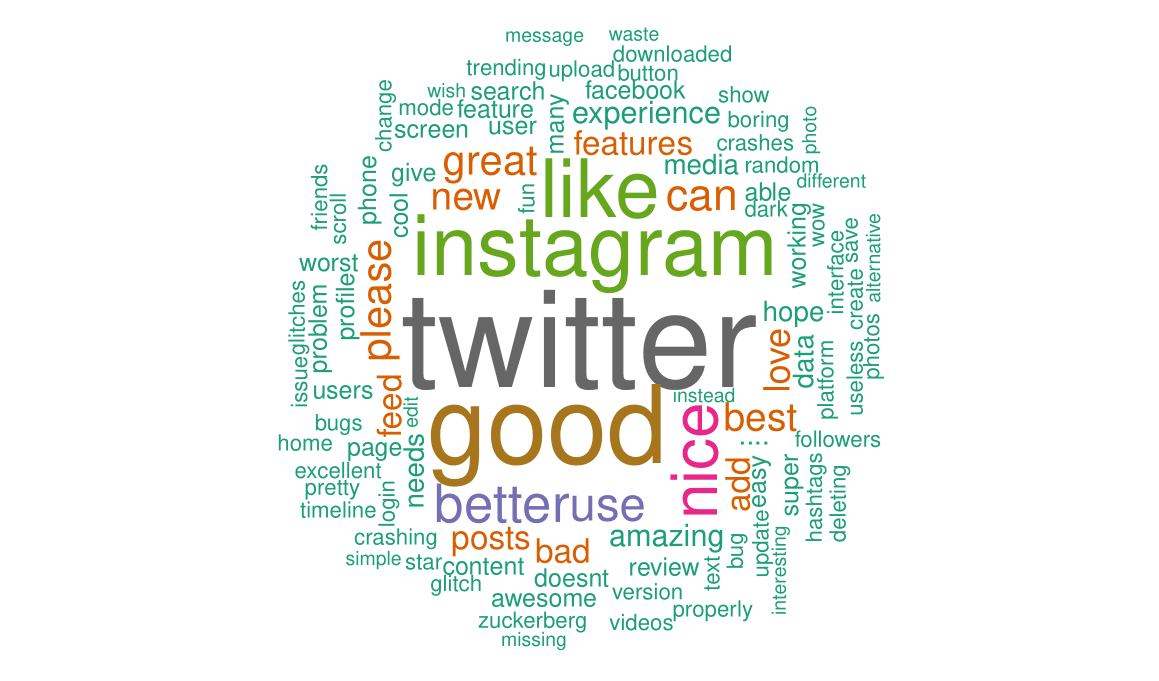 message
waste
downloaded
trending
upload
button
wish
search
facebook
show
change
mode
feature
many
experience
boring
photo
screen
user
features
crashes
great
like
media
random
different
phone
give
new
fun
can
able
dark
friends
scroll
cool
instagram
working
wow
interface
save
alternative
worst
please
profile
problem
glitches
issue
twitter
hope
create
photos
love
data
platform
useless
users
feed
edit
good
instead
nice
best
....
followers
bugs
home
page
needs
excellent
pretty
timeline
login
better
use
add
easy
super
hashtags
deleting
crashing
posts
bad
amazing
bug
update
interesting
simple
star
content
doesnt
review
text
glitch
awesome
version
properly
zuckerberg
videos
missing